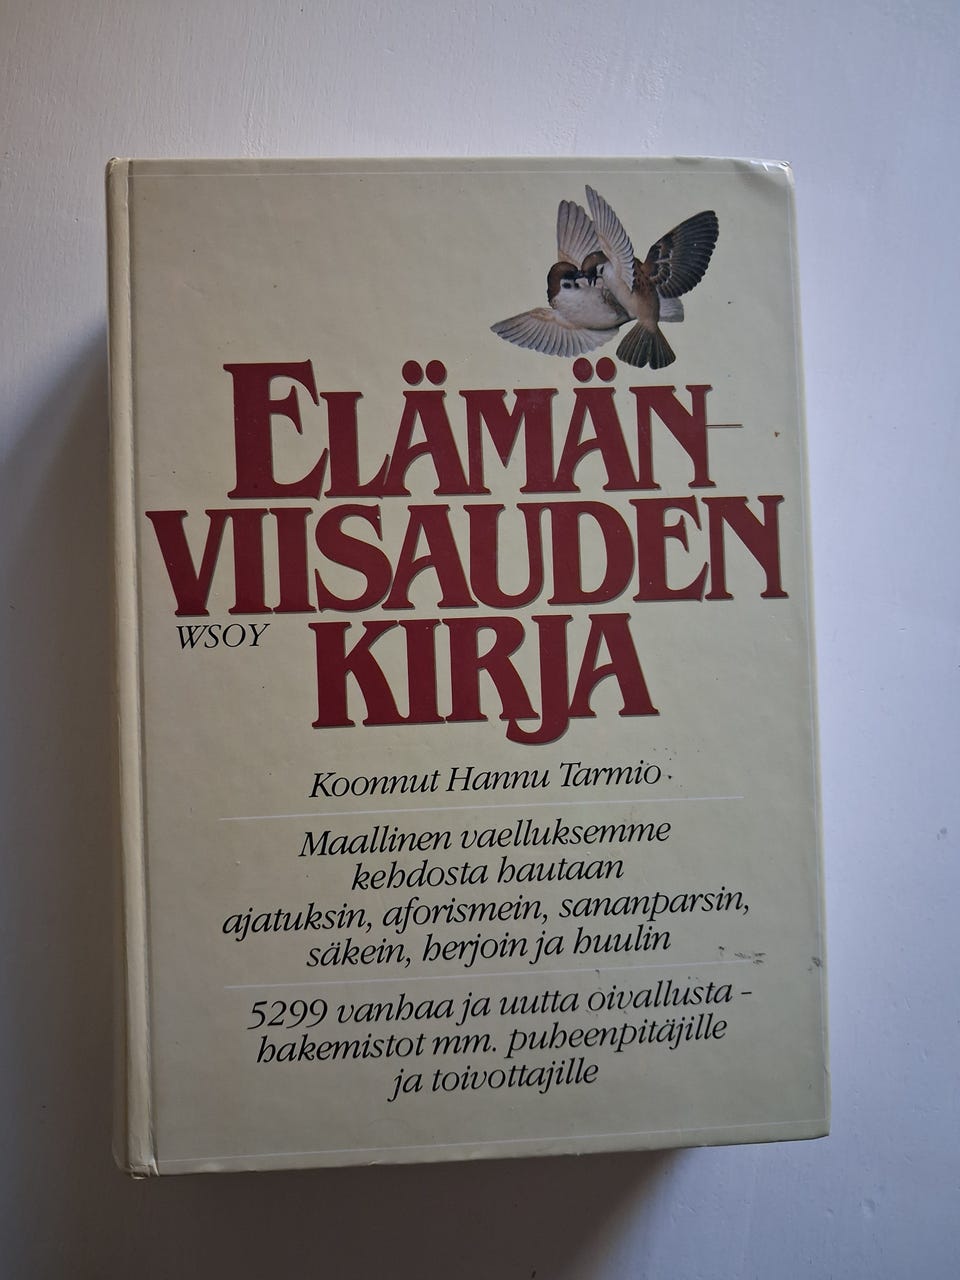 ELÄMÄN-
VIISAUDEN
WSOY
KIRJA
Koonnut Hannu Tarmio
Maallinen vaelluksemme
kehdosta hautaan
ajatuksin, aforismein, sananparsin,
säkein, herjoin ja huulin
5299 vanhaa ja uutta oivallusta –
hakemistot mm. puheenpitäjille
ja toivottajille